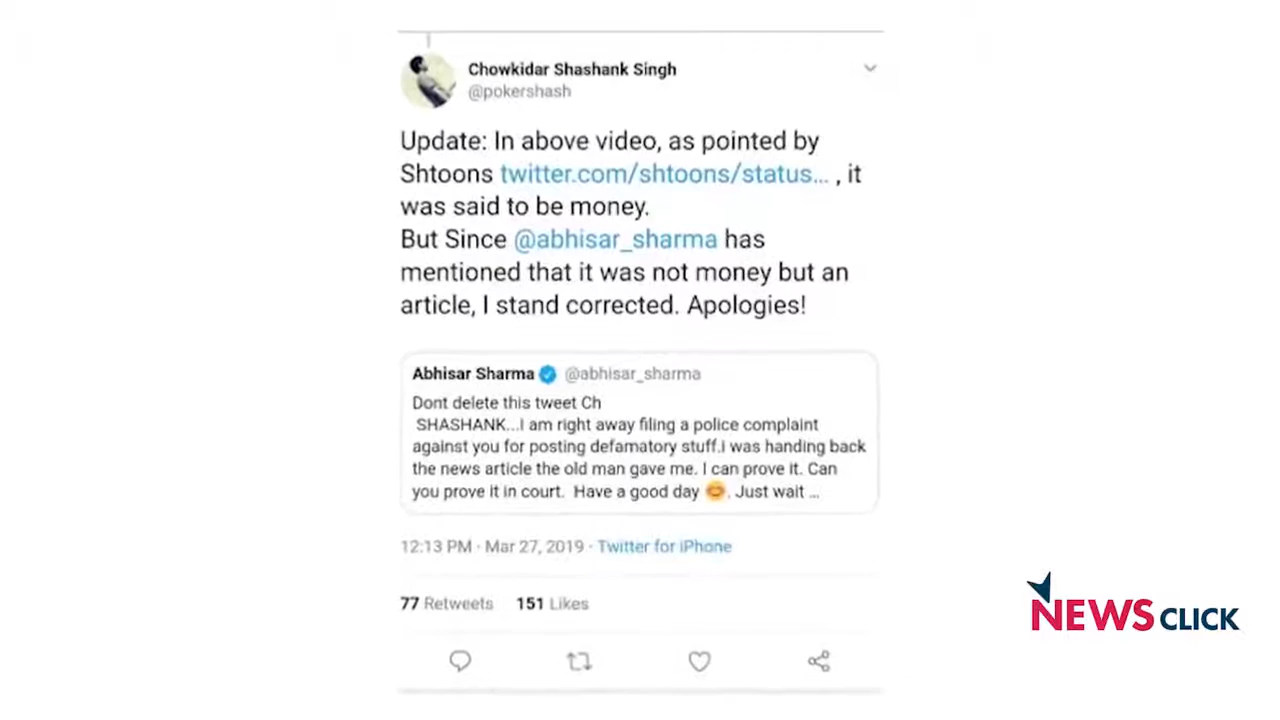 Chowkidar Shashank Singh
@pokershash
Update: In above video, as pointed by
Shtoons twitter.com/shtoons/status... , it
was said to be money.
But Since @abhisar_sharma has
mentioned that it was not money but an
article, I stand corrected. Apologies!
Abhisar Sharma @abhisar_sharma
Dont delete this tweet Ch
SHASHANK...I am right away filing a police complaint
against you for posting defamatory stuff.i was handing back
the news article the old man gave me. I can prove it. Can
you prove it in court. Have a good day 😊. Just wait ...
12:13 PM · Mar 27, 2019 · Twitter for iPhone
77 Retweets 151 Likes
NEWS CLICK